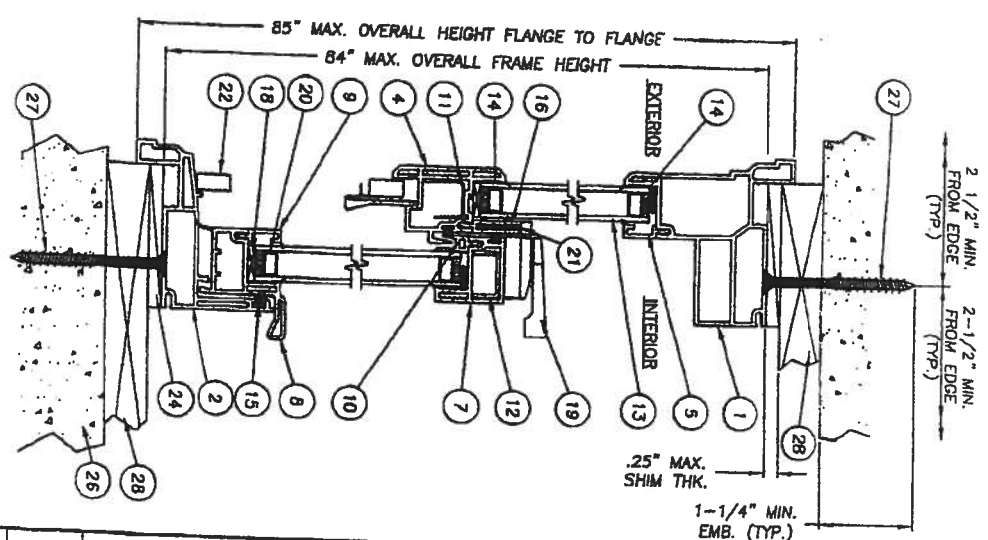 85" MAX. OVERALL HEIGHT FLANGE TO FLANGE
84" MAX. OVERALL FRAME HEIGHT
27
22
18
20
9
4
11
14
16
EXTERIOR
14
27
2 1/2" MIN.
FROM EDGE
(TYP.)
2-1/2" MIN.
FROM EDGE
(TYP.)
21
INTERIOR
26
28
24
2
15
8
10
7
12
19
13
5
1
28
.25" MAX.
SHIM THK.
1-1/4" MIN.
EMB. (TYP.)